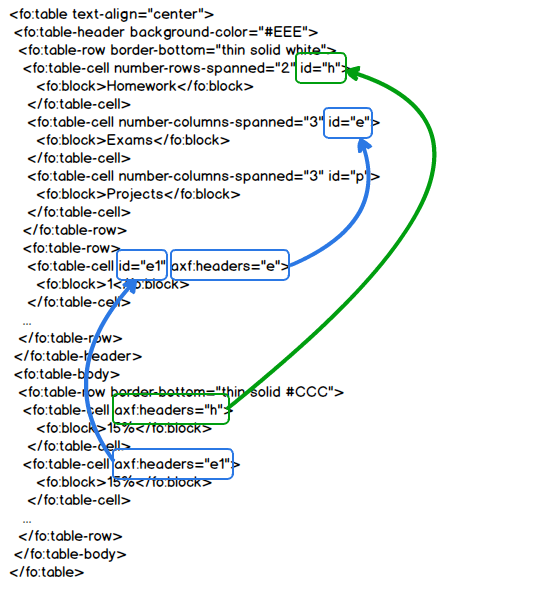 <fo:table text-align="center">
<fo:table-header background-color="#EEE">
<fo:table-row border-bottom="thin solid white">
<fo:table-cell number-rows-spanned="2" id="h">
<fo:block>Homework</fo:block>
</fo:table-cell>
<fo:table-cell number-columns-spanned="3" id="e">
<fo:block>Exams</fo:block>
</fo:table-cell>
<fo:table-cell number-columns-spanned="3" id="p">
<fo:block>Projects</fo:block>
</fo:table-cell>
</fo:table-row>
<fo:table-row>
<fo:table-cell id="e1" axf:headers="e">
<fo:block>1</fo:block>
</fo:table-cell>
...
</fo:table-row>
</fo:table-header>
<fo:table-body>
<fo:table-row border-bottom="thin solid #CCC">
<fo:table-cell axf:headers="h">
<fo:block>15%</fo:block>
</fo:table-cell>
<fo:table-cell axf:headers="e1">
<fo:block>15%</fo:block>
</fo:table-cell>
...
</fo:table-row>
</fo:table-body>
</fo:table>